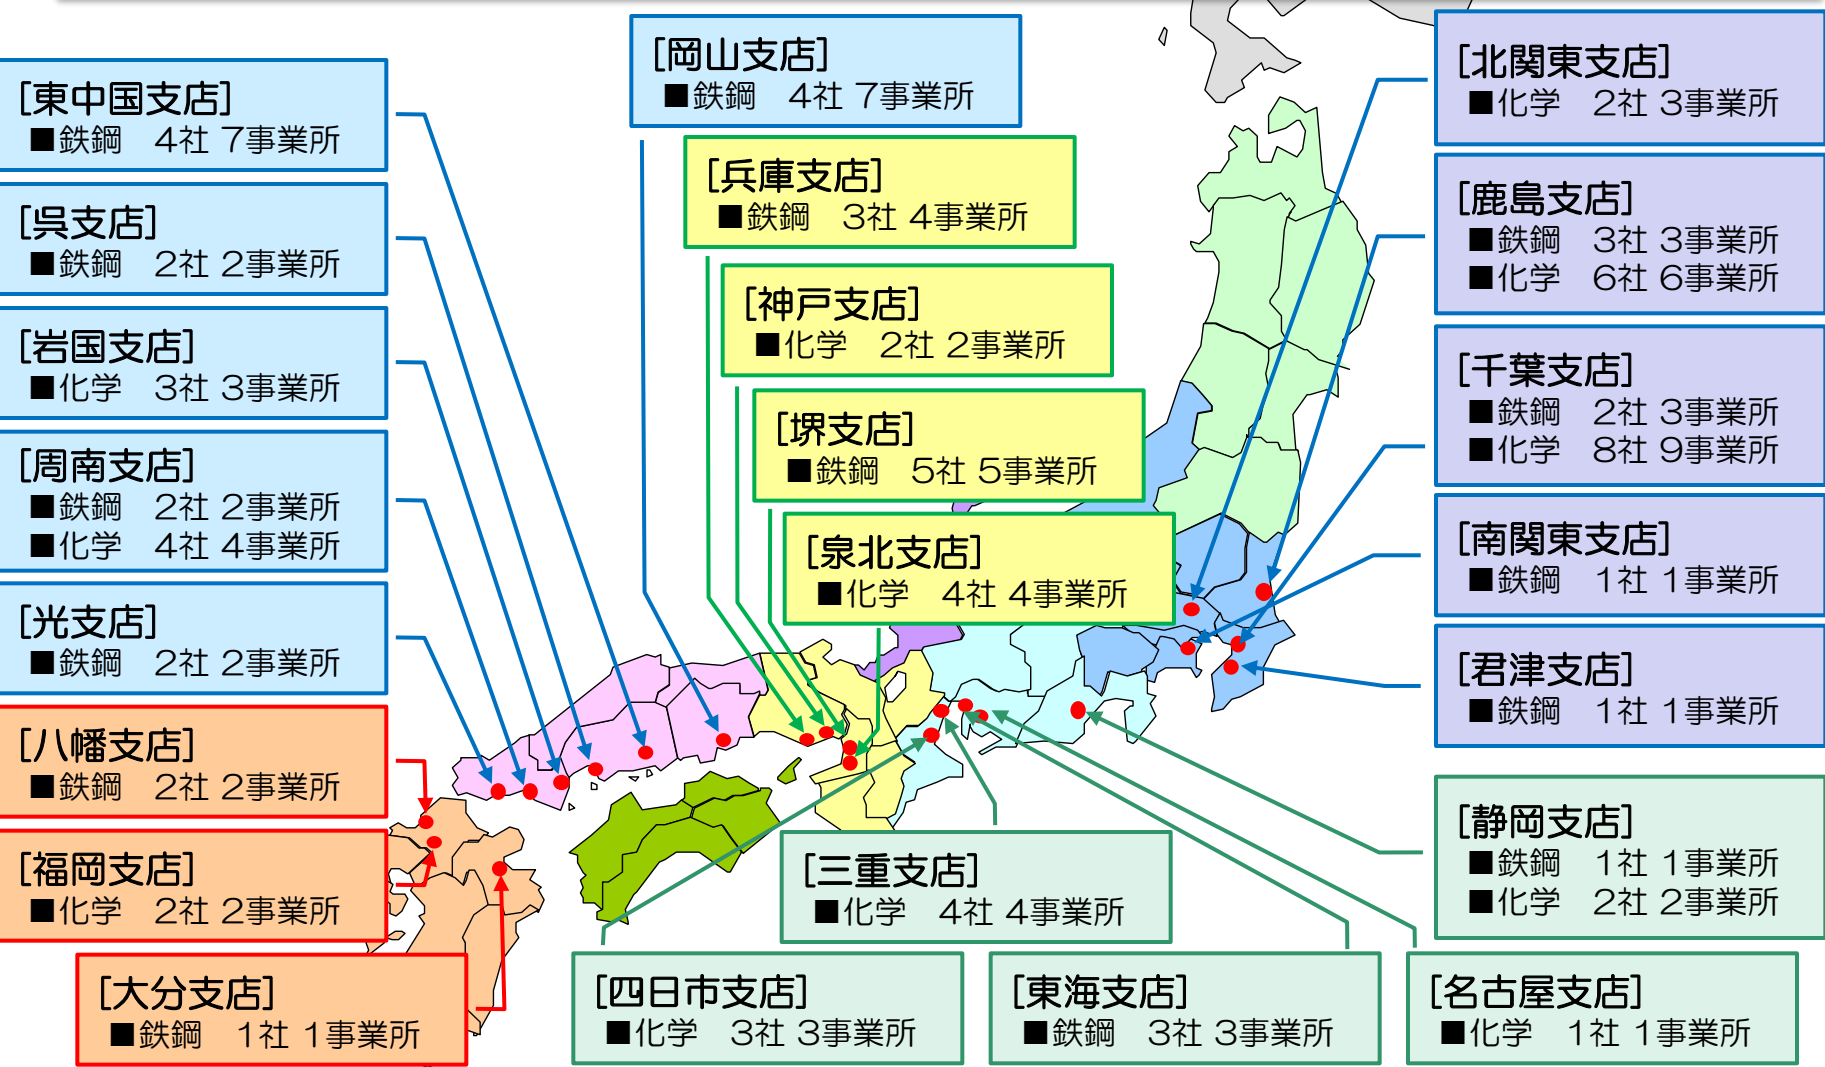 [東中国支店]
■鉄鋼　4社 7事業所
[呉支店]
■鉄鋼　2社 2事業所
[岩国支店]
■化学　3社 3事業所
[周南支店]
■鉄鋼　2社 2事業所
■化学　4社 4事業所
[光支店]
■鉄鋼　2社 2事業所
[八幡支店]
■鉄鋼　2社 2事業所
[福岡支店]
■化学　2社 2事業所
[大分支店]
■鉄鋼　1社 1事業所
[岡山支店]
■鉄鋼　4社 7事業所
[兵庫支店]
■鉄鋼　3社 4事業所
[神戸支店]
■化学　2社 2事業所
[堺支店]
■鉄鋼　5社 5事業所
[泉北支店]
■化学　4社 4事業所
[三重支店]
■化学　4社 4事業所
[四日市支店]
■化学　3社 3事業所
[東海支店]
■鉄鋼　3社 3事業所
[名古屋支店]
■化学　1社 1事業所
[北関東支店]
■化学　2社 3事業所
[鹿島支店]
■鉄鋼　3社 3事業所
■化学　6社 6事業所
[千葉支店]
■鉄鋼　2社 3事業所
■化学　8社 9事業所
[南関東支店]
■鉄鋼　1社 1事業所
[君津支店]
■鉄鋼　1社 1事業所
[静岡支店]
■鉄鋼　1社 1事業所
■化学　2社 2事業所